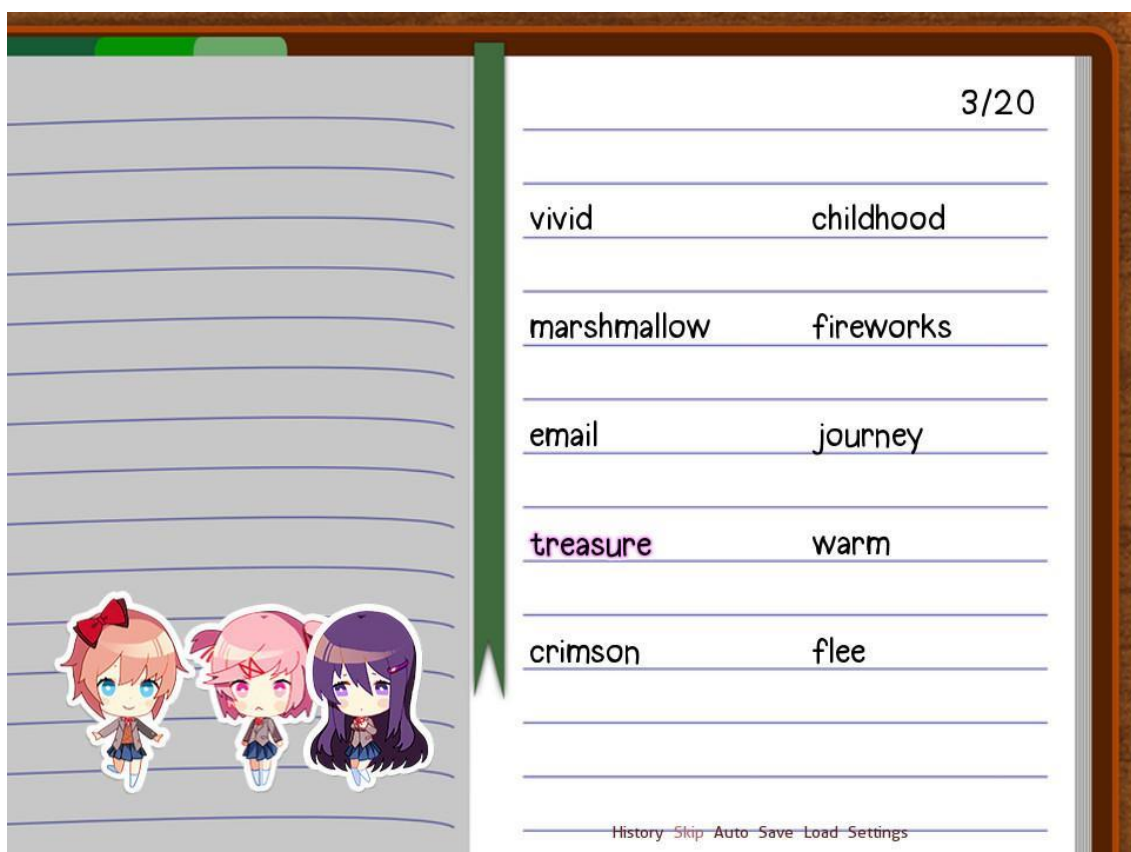 3/20
vivid childhood
marshmallow fireworks
email journey
treasure warm
crimson flee
History Skip Auto Save Load Settings